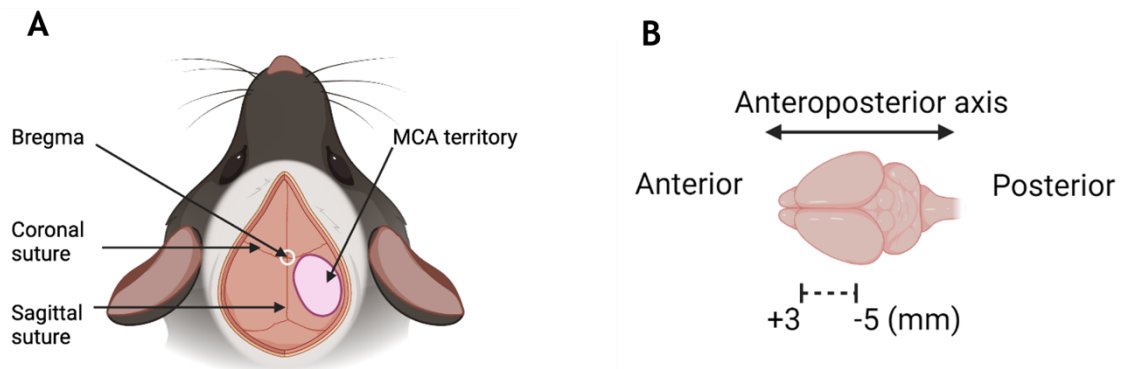 A
Bregma
MCA territory
Coronal
suture
Sagittal
suture
B
Anteroposterior axis
Anterior
Posterior
+3
-5 (mm)